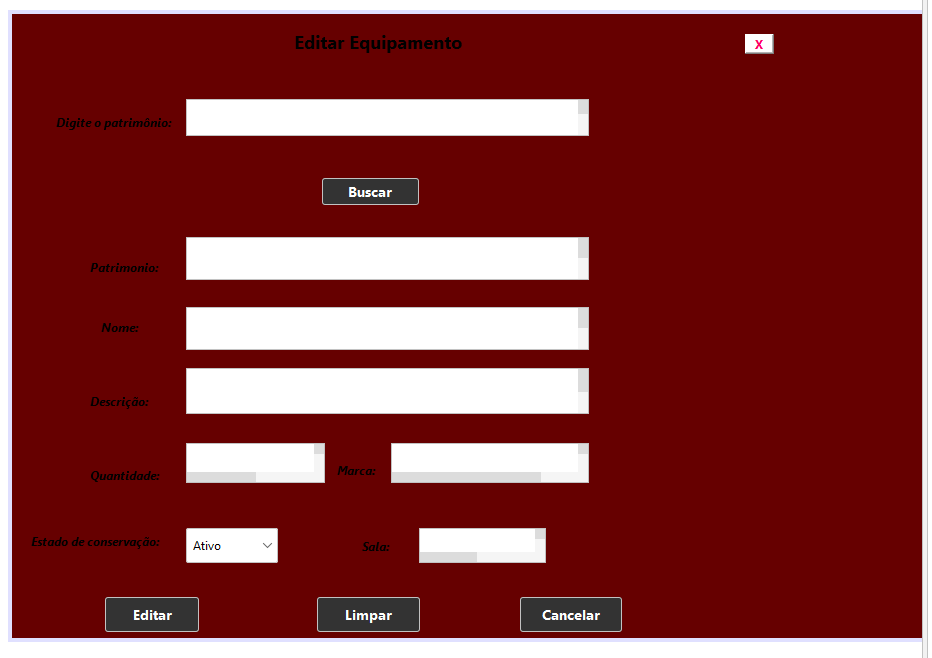 Editar Equipamento
X
Digite o patrimônio:
Buscar
Patrimonio:
Nome:
Descrição:
Quantidade:
Marca:
Estado de conservação:
Ativo
Sala:
Editar
Limpar
Cancelar